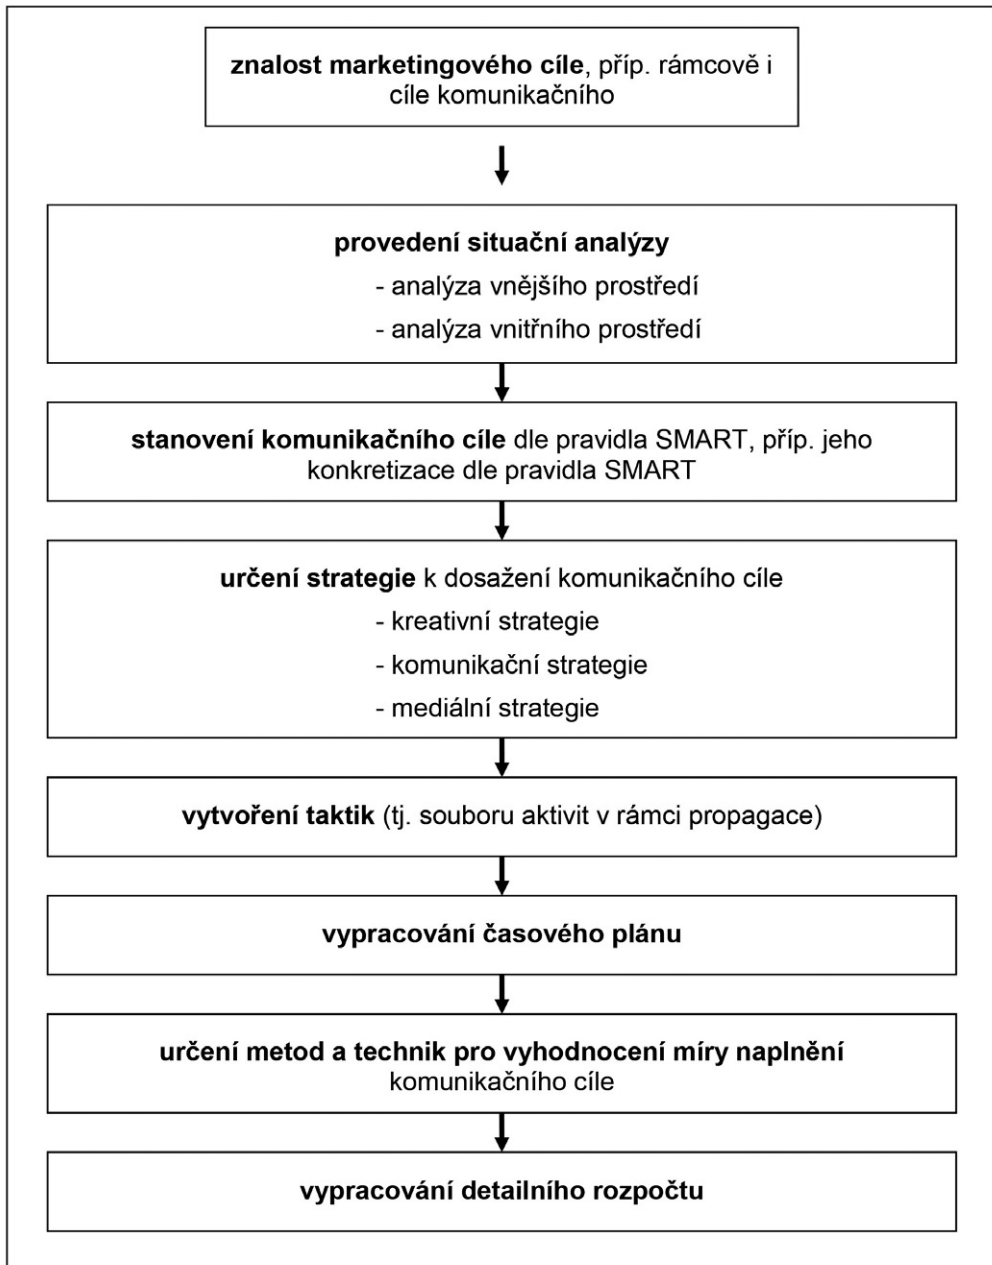 znalost marketingového cíle, příp. rámcově i
cíle komunikačního
provedení situační analýzy
- analýza vnějšího prostředí
- analýza vnitřního prostředí
stanovení komunikačního cíle dle pravidla SMART, příp. jeho
konkretizace dle pravidla SMART
určení strategie k dosažení komunikačního cíle
- kreativní strategie
- komunikační strategie
- mediální strategie
vytvoření taktik (tj. souboru aktivit v rámci propagace)
vypracování časového plánu
určení metod a technik pro vyhodnocení míry naplnění
komunikačního cíle
vypracování detailního rozpočtu